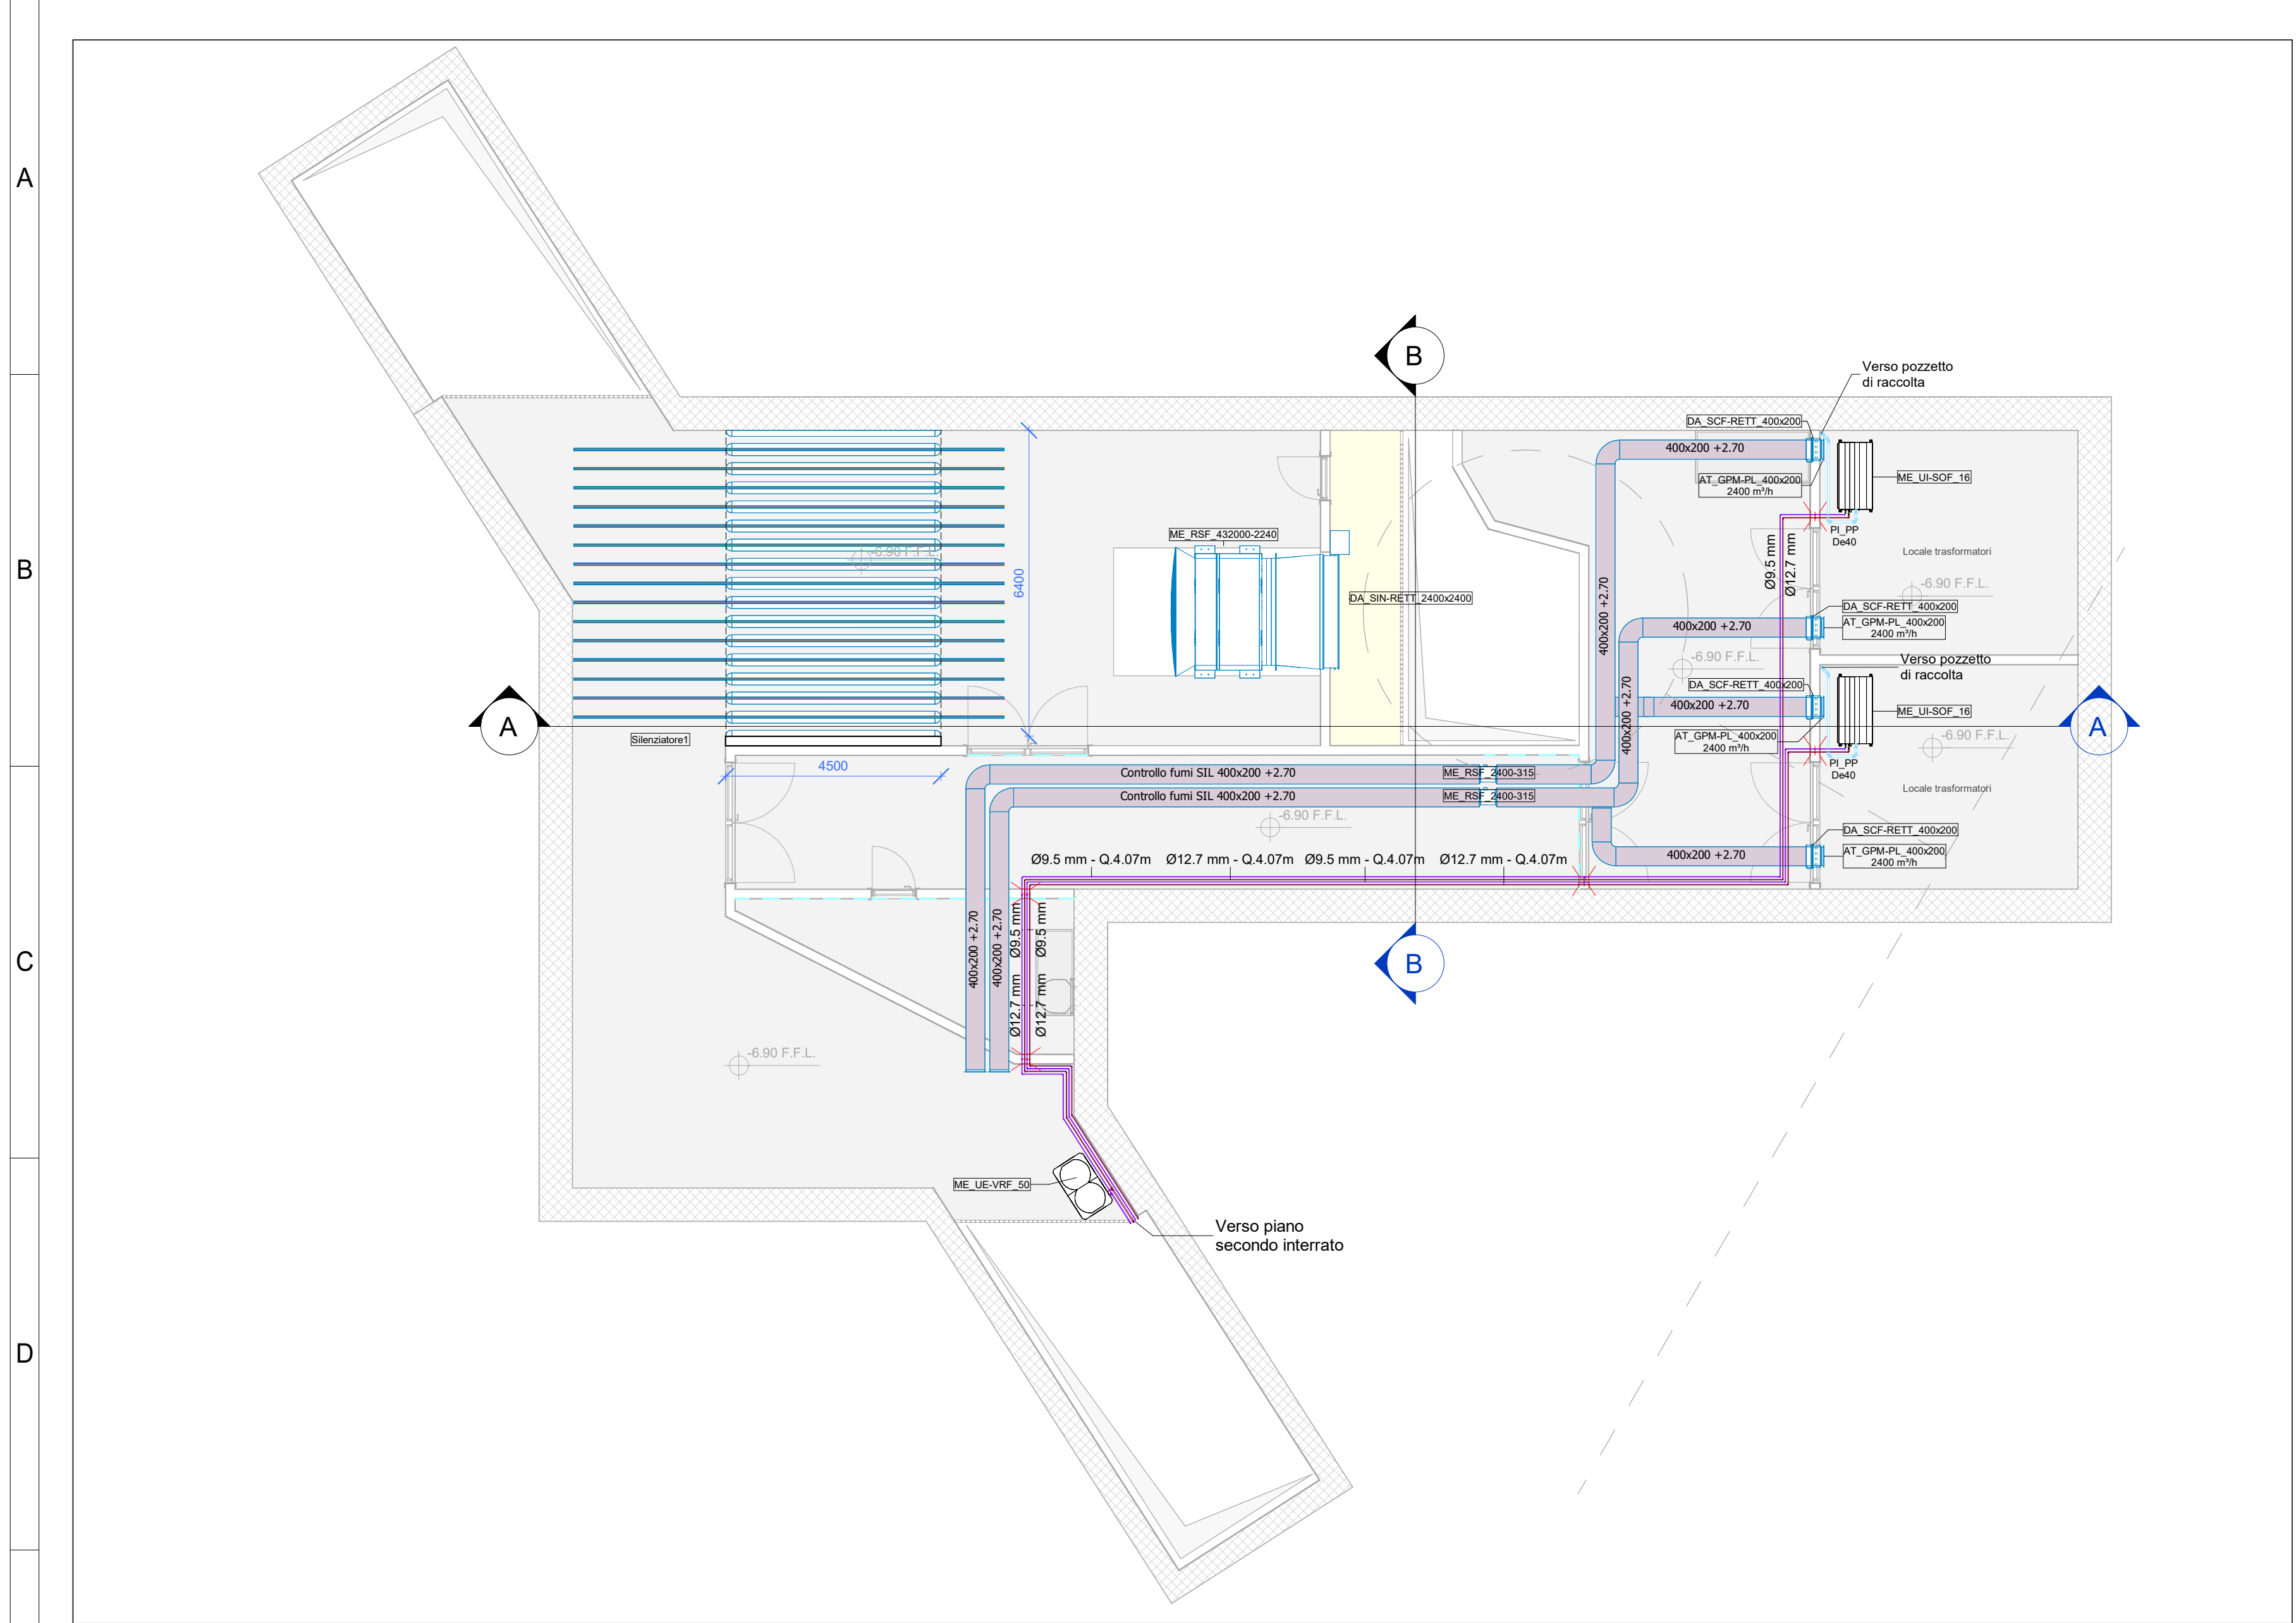 A
B
C
D
B
Verso pozzetto
di raccolta
DA_SCF-RETT_400x200
400x200 +2.70
AT_GPM-PL_400x200
2400 m³/h
ME_UI-SOF_16
PI_PP
De40
Locale trasformatori
-6.90 F.F.L.
ME_RSF_432000-2240
-6.90 F.F.L.
6400
DA_SIN-RETT_2400x2400
Ø9.5 mm
Ø12.7 mm
400x200 +2.70
DA_SCF-RETT_400x200
400x200 +2.70
AT_GPM-PL_400x200
2400 m³/h
-6.90 F.F.L.
Verso pozzetto
di raccolta
DA_SCF-RETT_400x200
400x200 +2.70
400x200 +2.70
ME_UI-SOF_16
AT_GPM-PL_400x200
2400 m³/h
-6.90 F.F.L.
A
A
Silenziatore1
4500
Controllo fumi SIL 400x200 +2.70
ME_RSF_2400-315
PI_PP
De40
Controllo fumi SIL 400x200 +2.70
ME_RSF_2400-315
Locale trasformatori
-6.90 F.F.L.
DA_SCF-RETT_400x200
400x200 +2.70
AT_GPM-PL_400x200
2400 m³/h
Ø9.5 mm - Q.4.07m
Ø12.7 mm - Q.4.07m
Ø9.5 mm - Q.4.07m
Ø12.7 mm - Q.4.07m
400x200 +2.70
400x200 +2.70
Ø12.7 mm
Ø9.5 mm
Ø12.7 mm
Ø9.5 mm
B
-6.90 F.F.L.
ME_UE-VRF_50
Verso piano
secondo interrato